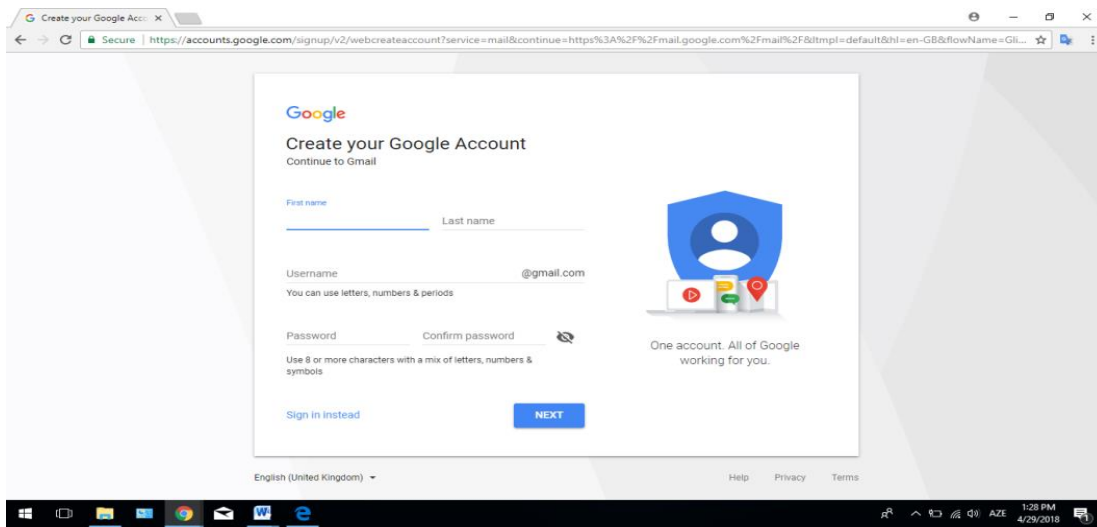 Create your Google Acc
Secure | https://accounts.google.com/signup/v2/webcreateaccount?service=mail&continue=https%3A%2F%2Fmail.google.com%2Fmail%2F&ltmpl=default&hl=en-GB&flowName=Gli...
Google
Create your Google Account
Continue to Gmail
First name
Last name
Username
@gmail.com
You can use letters, numbers & periods
Password
Confirm password
Use 8 or more characters with a mix of letters, numbers &
symbols
One account. All of Google
working for you.
Sign in instead
NEXT
English (United Kingdom)
Help Privacy Terms
AZE
1:28 PM
4/29/2018